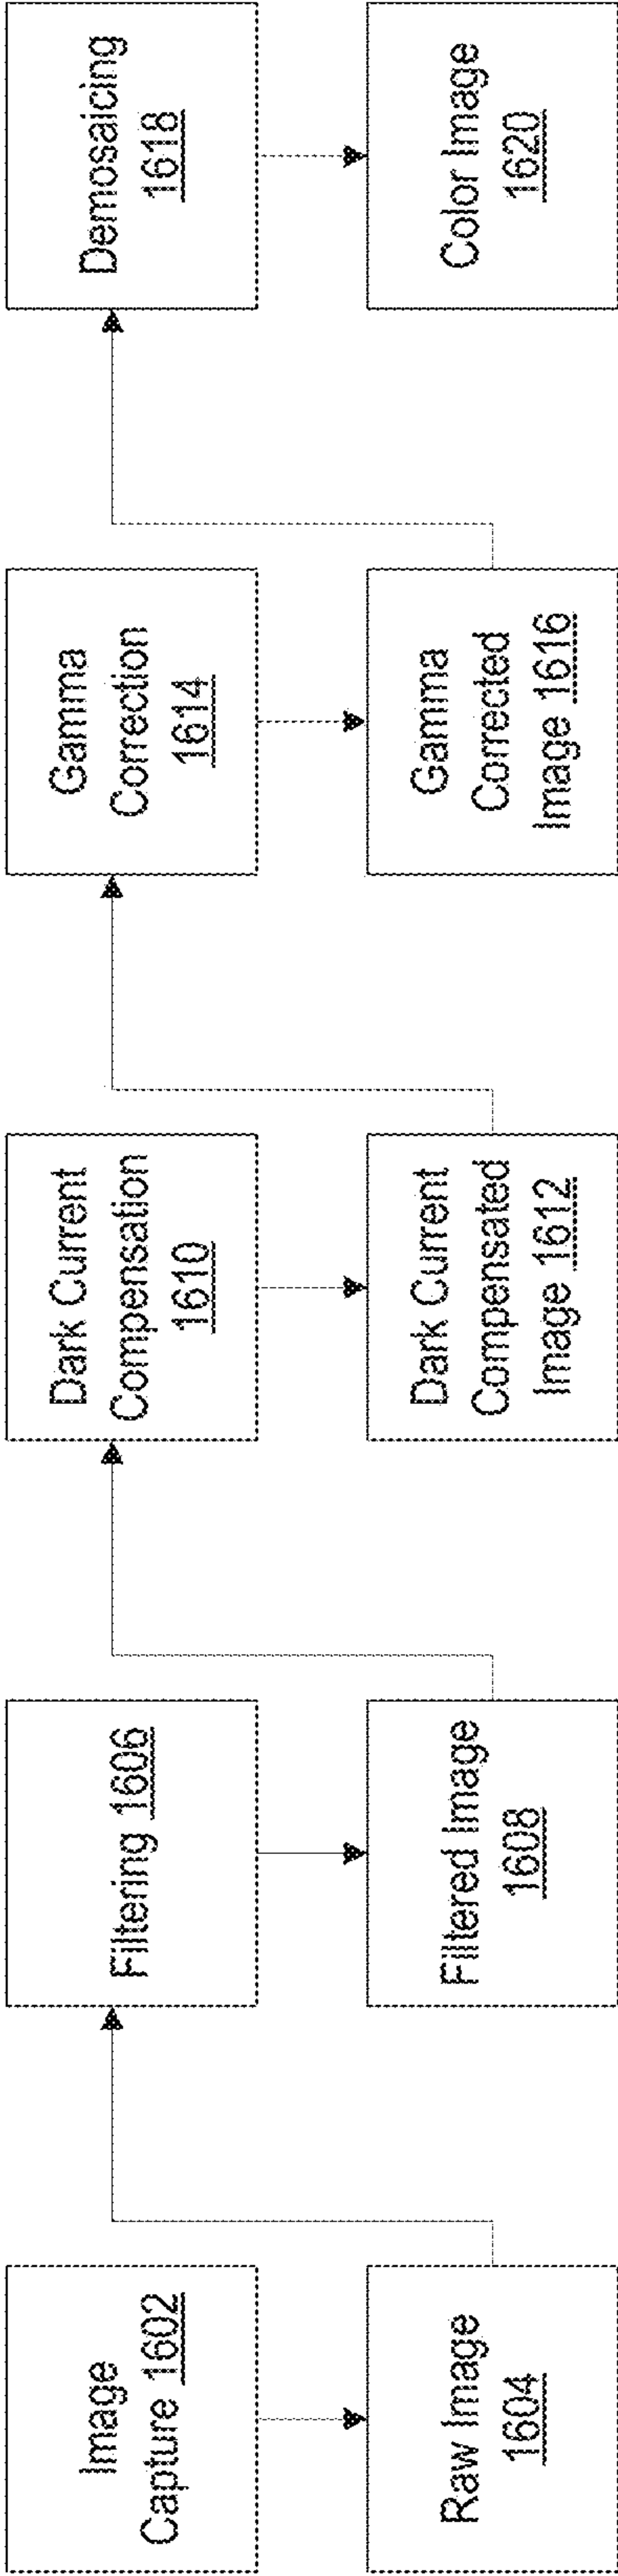 Image
Capture 1602
Raw Image
1604
Filtering 1606
Filtered Image
1608
Dark Current
Compensation
1610
Dark Current
Compensated
Image 1612
Gamma
Correction
1614
Gamma
Corrected
Image 1616
Demosaicing
1618
Color Image
1620